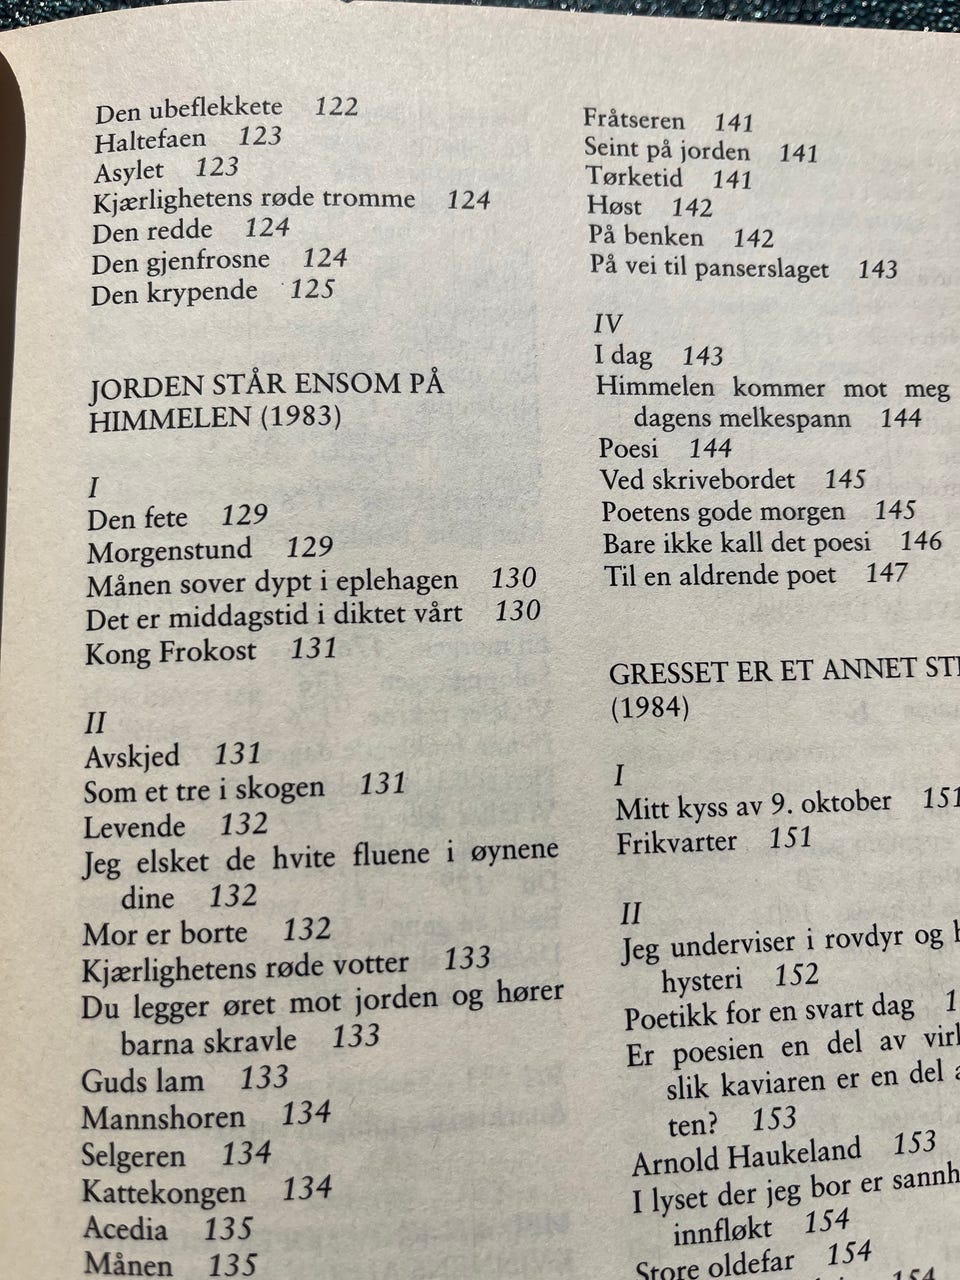 Den ubeflekkete 122
Haltefaen 123
Asylet 123
Kjærlighetens røde tromme 124
Den redde 124
Den gjenfrosne 124
Den krypende 125
JORDEN STÅR ENSOM PÅ
HIMMELEN (1983)
I
Den fete 129
Morgenstund 129
Månen sover dypt i eplehagen 130
Det er middagstid i diktet vårt 130
Kong Frokost 131
II
Avskjed 131
Som et tre i skogen 131
Levende 132
Jeg elsket de hvite fluene i øynene
dine 132
Mor er borte 132
Kjærlighetens røde votter 133
Du legger øret mot jorden og hører
barna skravle 133
Guds lam 133
Mannshoren 134
Selgeren 134
Kattekongen 134
Acedia 135
Månen 135
Fråtseren 141
Seint på jorden 141
Tørketid 141
Høst 142
På benken 142
På vei til panserslaget 143
IV
I dag 143
Himmelen kommer mot meg
dagens melkespann 144
Poesi 144
Ved skrivebordet 145
Poetens gode morgen 145
Bare ikke kall det poesi 146
Til en aldrende poet 147
GRESSET ER ET ANNET
(1984)
I
Mitt kyss av 9. oktober 151
Frikvarter 151
II
Jeg underviser i rovdyr og
hysteri 152
Poetikk for en svart dag
Er poesien en del av
slik kaviaren er en del
ten? 153
Arnold Haukeland 153
I lyset der jeg bor er
innfløkt 154
Store oldefar 154
154